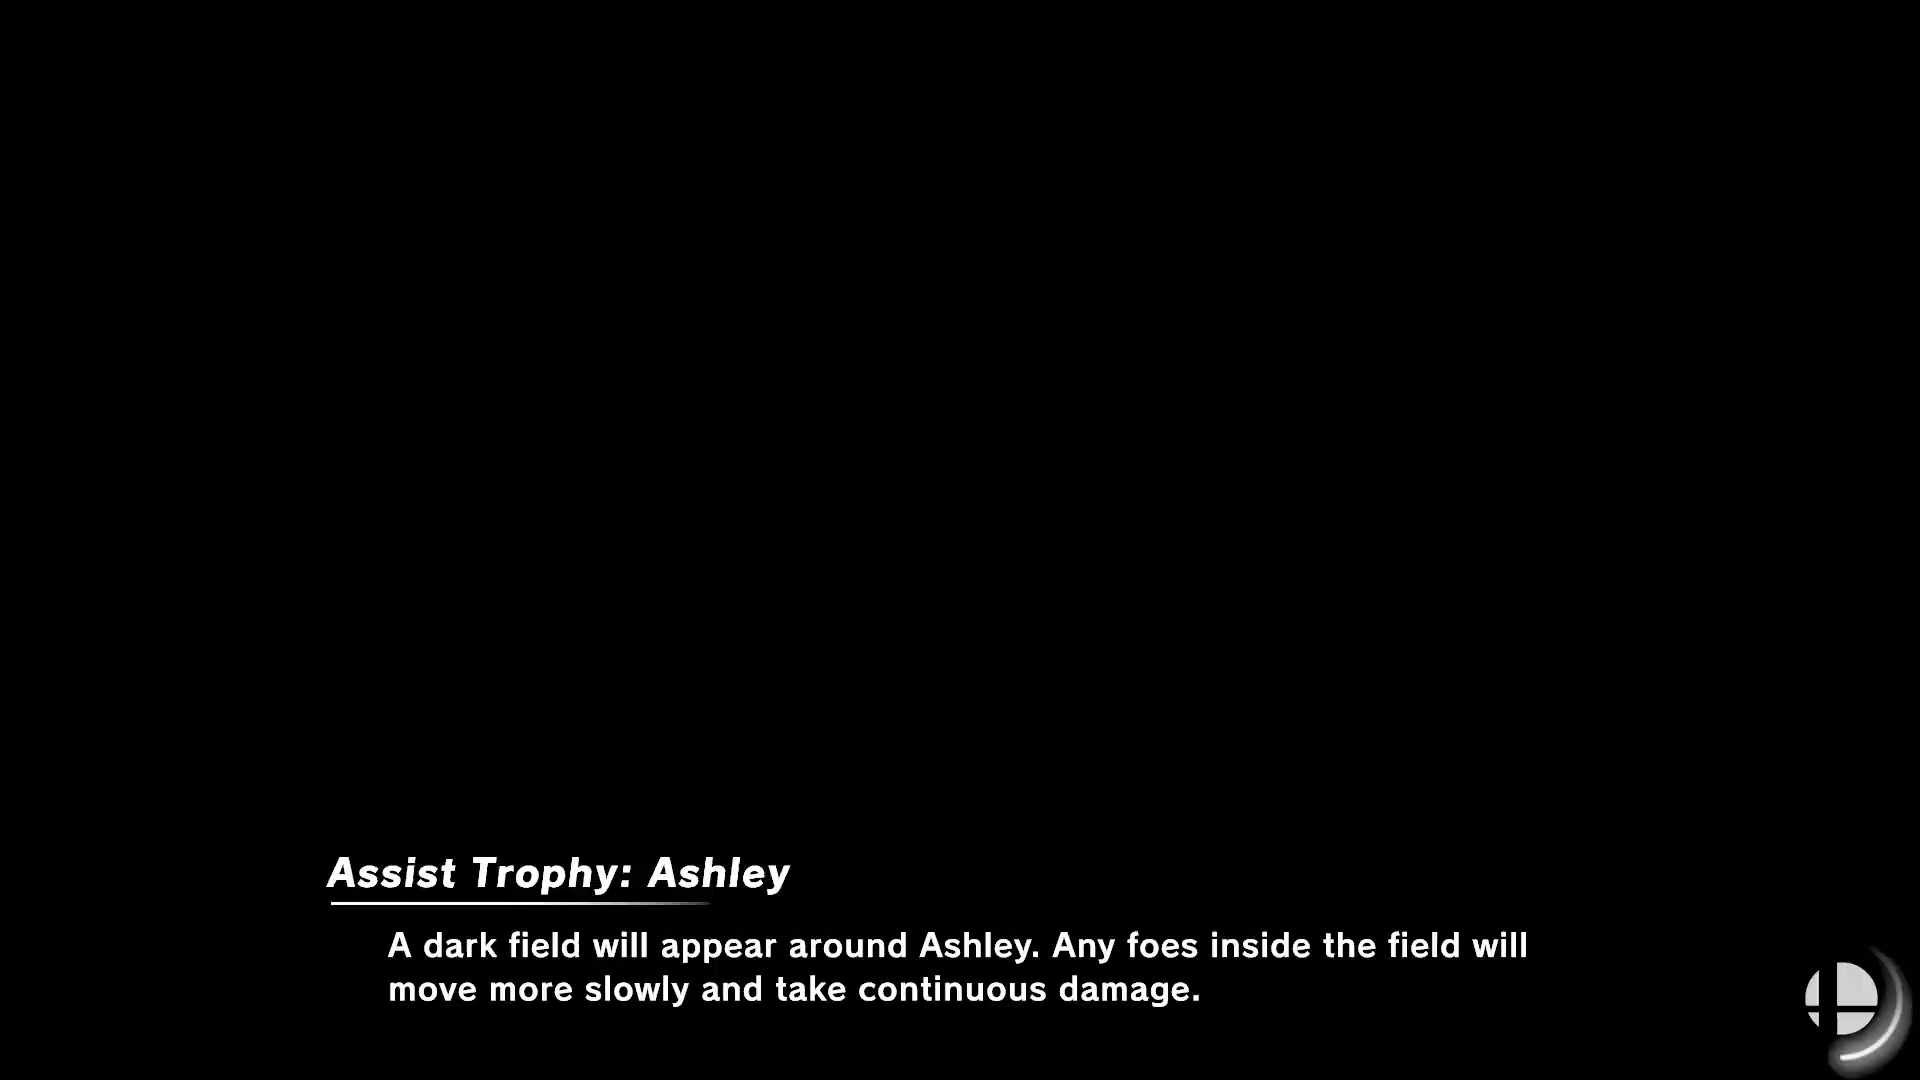 Assist Trophy: Ashley
A dark field will appear around Ashley. Any foes inside the field will
move more slowly and take continuous damage.